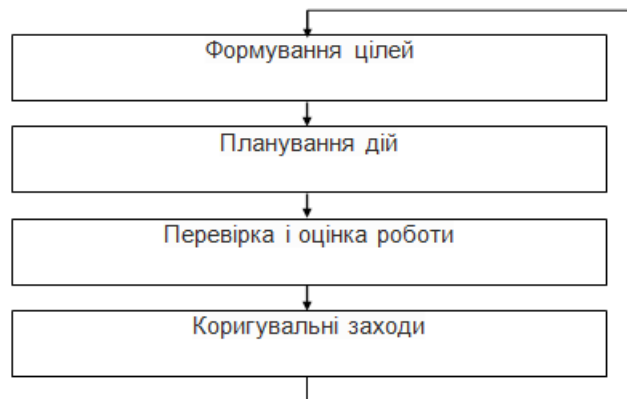 Формування цілей
Планування дій
Перевірка і оцінка роботи
Коригувальні заходи